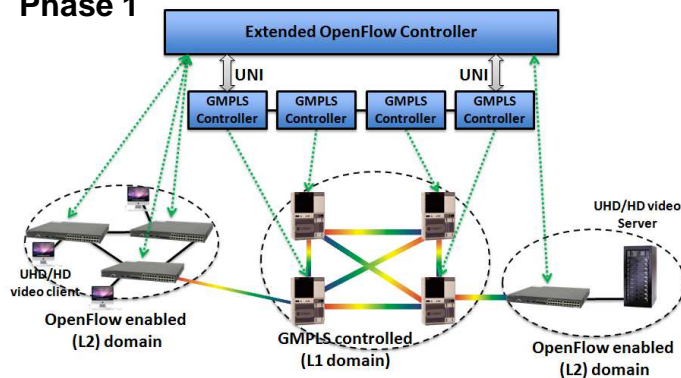 Phase 1
Extended OpenFlow Controller
UNI
UNI
GMPLS
Controller
GMPLS
Controller
GMPLS
Controller
GMPLS
Controller
UHD/HD video
Server
UHD/HD
video client
OpenFlow enabled
(L2) domain
GMPLS controlled
(L1 domain)
OpenFlow enabled
(L2) domain